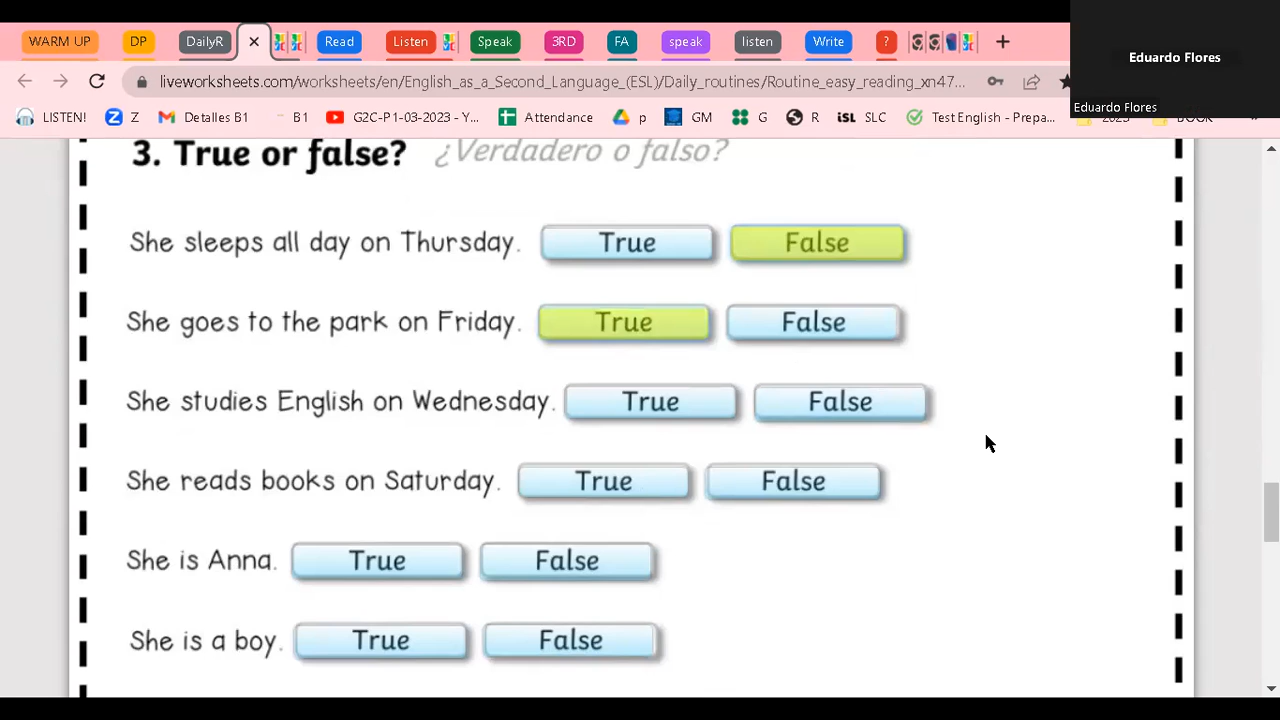 WARM UP DP DailyR Read Listen Speak 3RD FA speak listen Write ?
Eduardo Flores
liveworksheets.com/worksheets/en/English_as_a_Second_Language_(ESL)/Daily_routines/Routine_easy_reading_xn47...
Eduardo Flores
LISTEN! Z Detalles B1 B1 G2C-P1-03-2023 - Y... Attendance p GM G R iSL SLC Test English - Prepa... 2023 BOOK
3. True or false? ¿Verdadero o falso?
She sleeps all day on Thursday. True False
She goes to the park on Friday. True False
She studies English on Wednesday. True False
She reads books on Saturday. True False
She is Anna. True False
She is a boy. True False